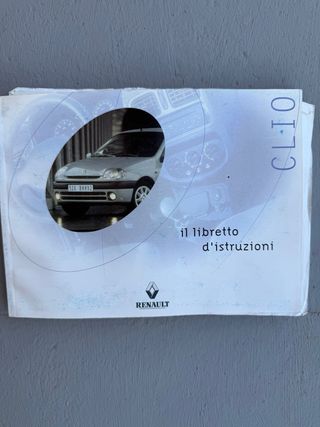 CLIO
il libretto
d'istruzioni
RENAULT